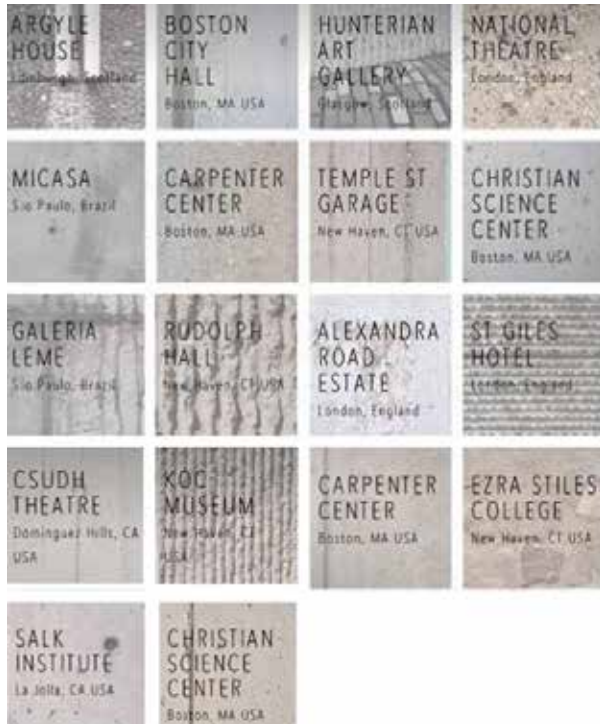 ARGYLE
HOUSE
Edinburgh, Scotland
BOSTON
CITY
HALL
Boston, MA USA
HUNTERIAN
ART
GALLERY
Glasgow, Scotland
NATIONAL
THEATRE
London, England
MICASA
São Paulo, Brazil
CARPENTER
CENTER
Boston, MA USA
TEMPLE ST
GARAGE
New Haven, CT USA
CHRISTIAN
SCIENCE
CENTER
Boston, MA USA
GALERIA
LEME
São Paulo, Brazil
RUDOLPH
HALL
New Haven, CT USA
ALEXANDRA
ROAD
ESTATE
London, England
ST GILES
HOTEL
London, England
CSUDH
THEATRE
Dominguez Hills, CA
USA
KOC
MUSEUM
New Haven, CT
USA
CARPENTER
CENTER
Boston, MA USA
EZRA STILES
COLLEGE
New Haven, CT USA
SALK
INSTITUTE
La Jolla, CA USA
CHRISTIAN
SCIENCE
CENTER
Boston, MA USA